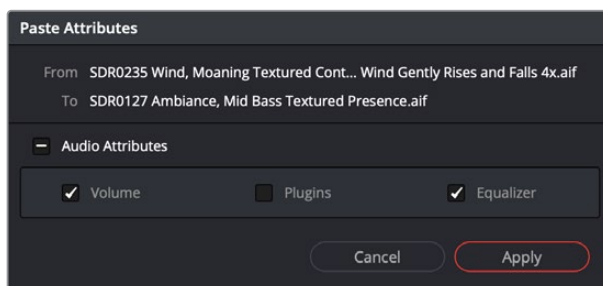 Paste Attributes
From SDR0235 Wind, Moaning Textured Cont... Wind Gently Rises and Falls 4x.aif
To SDR0127 Ambiance, Mid Bass Textured Presence.aif
Audio Attributes
Volume Plugins Equalizer
Cancel Apply